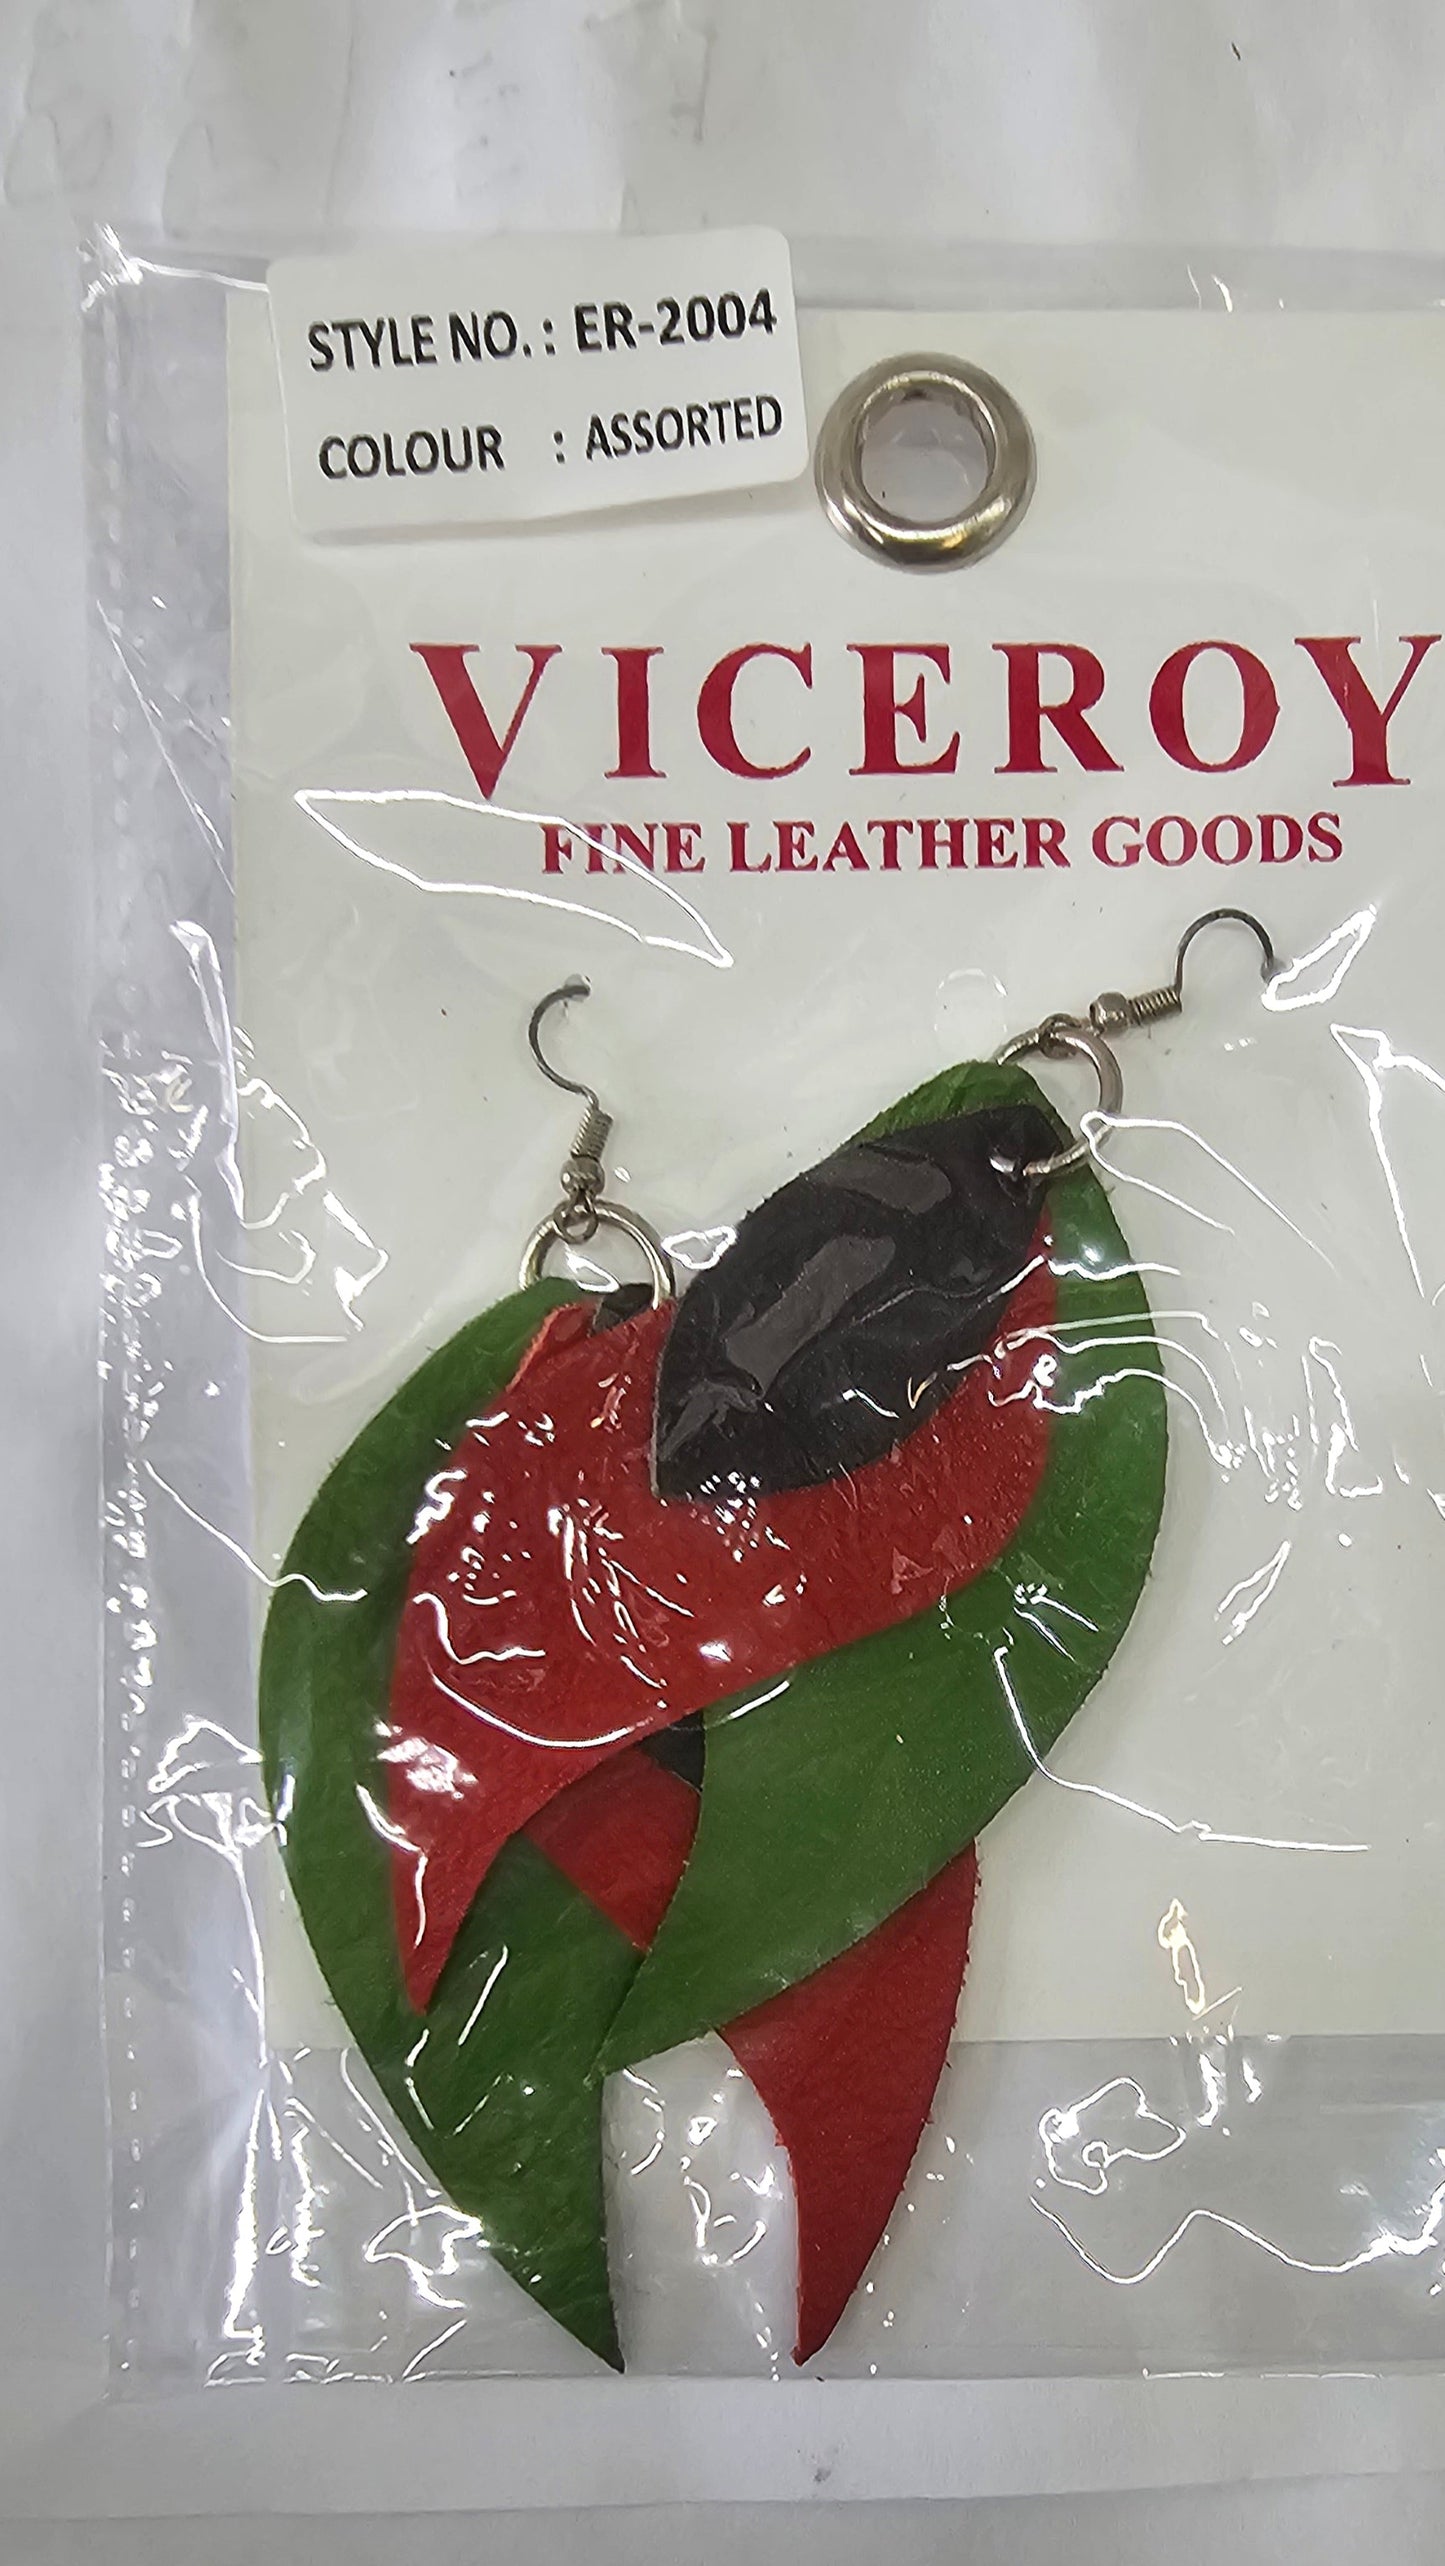 STYLE NO. : ER-2004
COLOUR : ASSORTED
VICEROY
FINE LEATHER GOODS